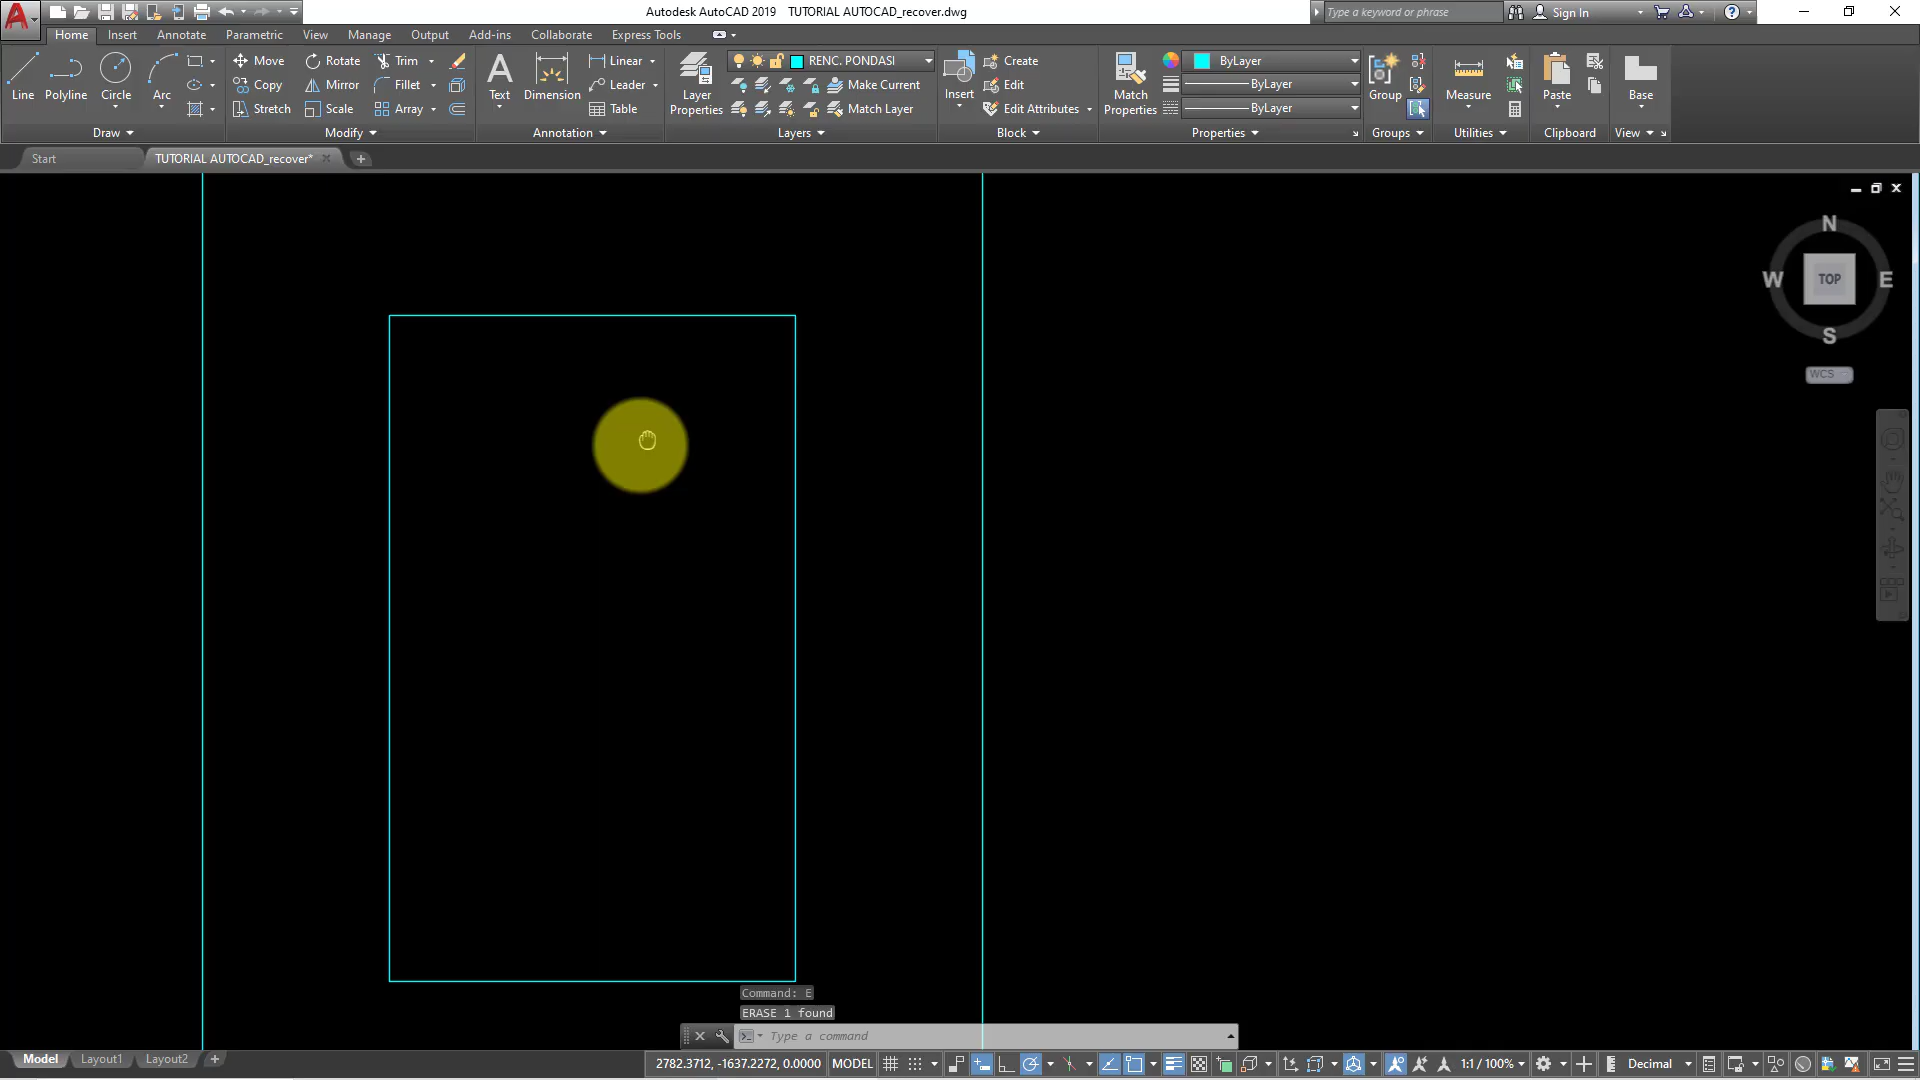 Autodesk AutoCAD 2019 TUTORIAL AUTOCAD_recover.dwg
Type a keyword or phrase
Sign In
Home Insert Annotate Parametric View Manage Output Add-ins Collaborate Express Tools
Line Polyline Circle Arc
Move Rotate Trim
Copy Mirror Fillet
Stretch Scale Array
Text Dimension
Linear
Leader
Table
Layer
Properties
RENC. PONDASI
Make Current
Match Layer
Insert
Create
Edit
Edit Attributes
Match
Properties
ByLayer
ByLayer
ByLayer
Group
Measure
Paste
Base
Draw Modify Annotation Layers Block Properties Groups Utilities Clipboard View
Start TUTORIAL AUTOCAD_recover*
N
W TOP E
S
WCS
Command: E
ERASE 1 found
Type a command
Model Layout1 Layout2
2782.3712, -1637.2272, 0.0000 MODEL 1:1 / 100% Decimal